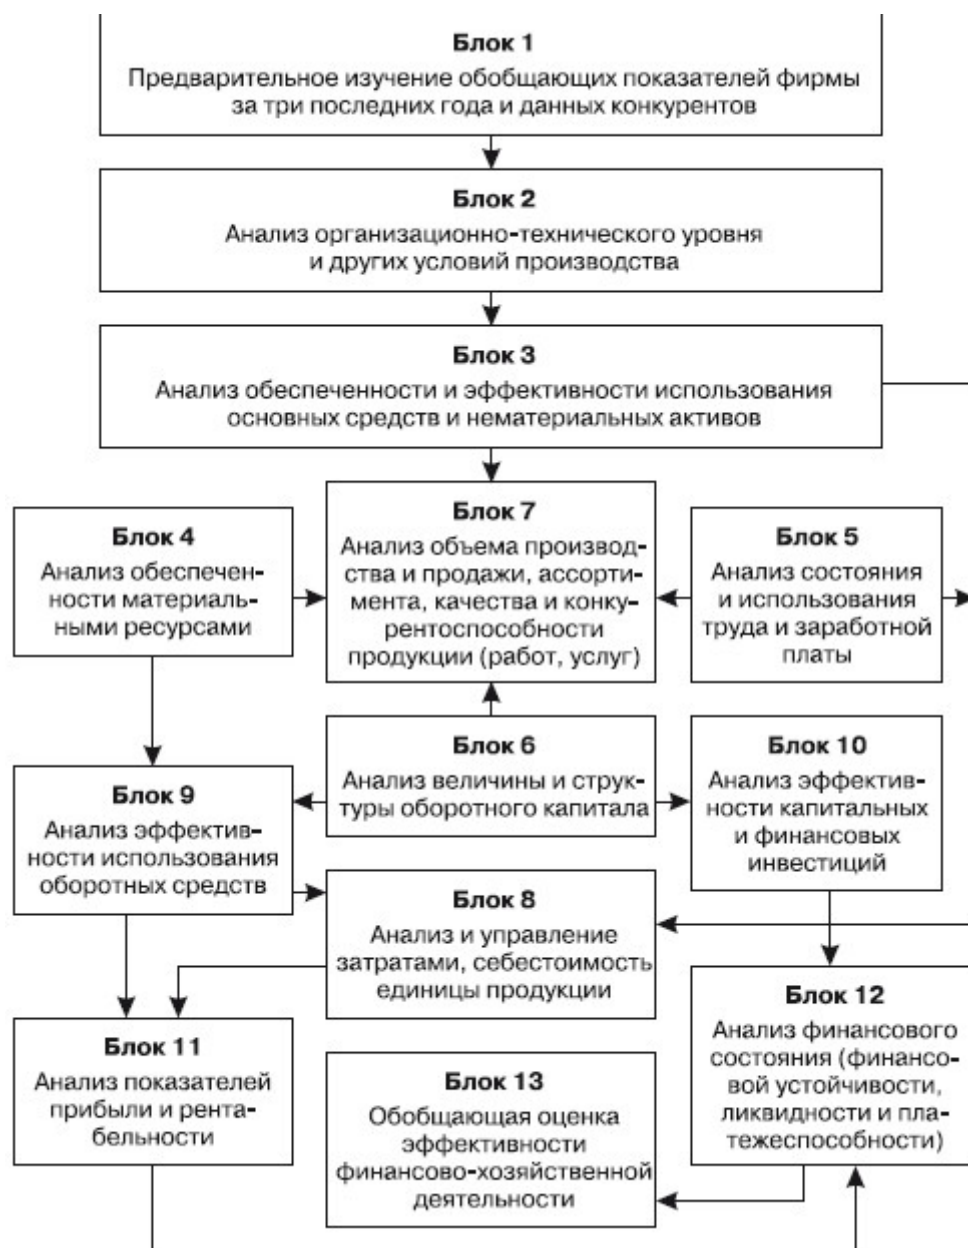 Блок 1
Предварительное изучение обобщающих показателей фирмы
за три последних года и данных конкурентов
Блок 2
Анализ организационно-технического уровня
и других условий производства
Блок 3
Анализ обеспеченности и эффективности использования
основных средств и нематериальных активов
Блок 4
Анализ обеспечен-
ности материаль-
ными ресурсами
Блок 7
Анализ объема производ-
ства и продажи, ассорти-
мента, качества и конку-
рентоспособности
продукции (работ, услуг)
Блок 5
Анализ состояния
и использования
труда и заработной
платы
Блок 6
Анализ величины и струк-
туры оборотного капитала
Блок 10
Анализ эффектив-
ности капитальных
и финансовых
инвестиций
Блок 9
Анализ эффектив-
ности использования
оборотных средств
Блок 8
Анализ и управление
затратами, себестоимость
единицы продукции
Блок 12
Анализ финансового
состояния (финансо-
вой устойчивости,
ликвидности и пла-
тежеспособности)
Блок 11
Анализ показателей
прибыли и рента-
бельности
Блок 13
Обобщающая оценка
эффективности
финансово-хозяйственной
деятельности